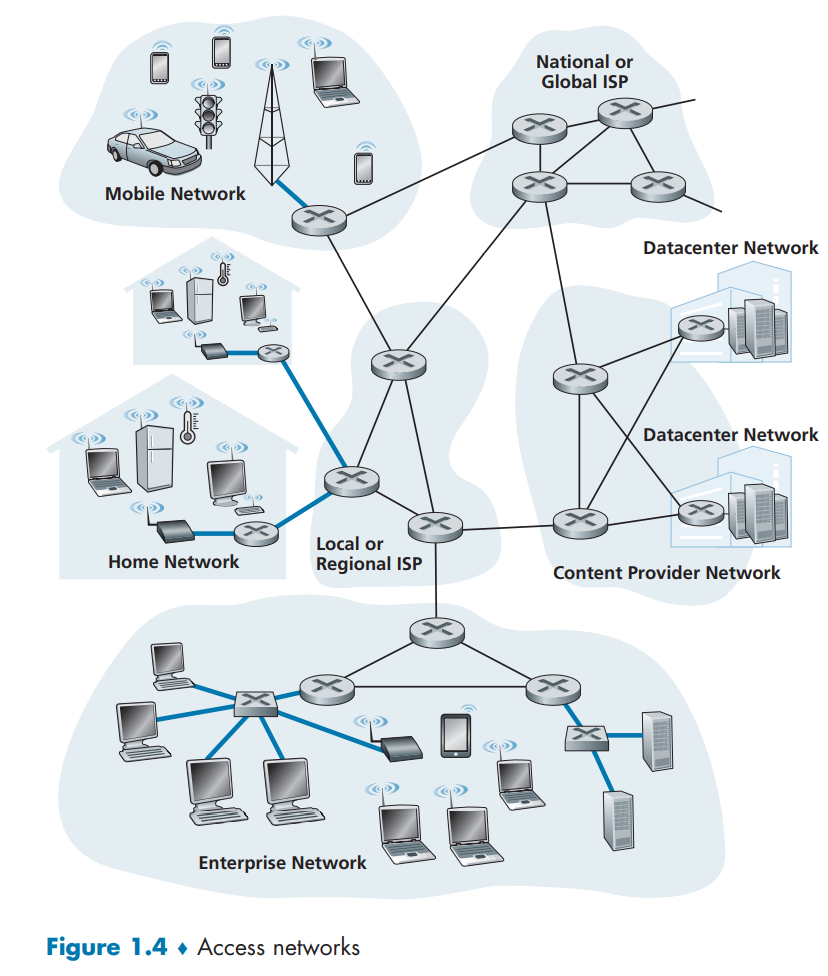 National or
Global ISP
Mobile Network
Datacenter Network
Datacenter Network
Home Network
Local or
Regional ISP
Content Provider Network
Enterprise Network
Figure 1.4 ♦ Access networks